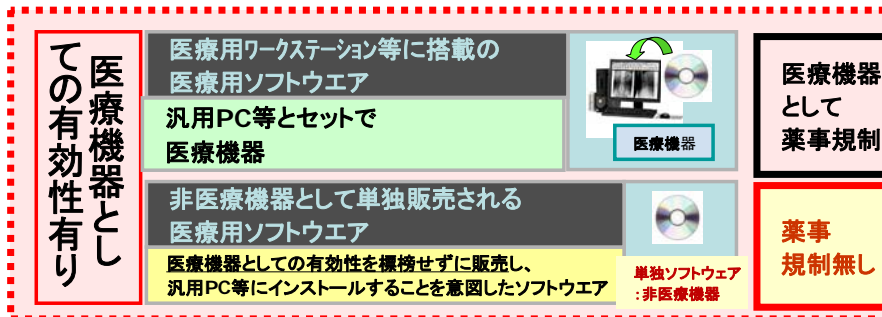 医療機器とし
ての有効性有り
医療用ワークステーション等に搭載の
医療用ソフトウエア
汎用PC等とセットで
医療機器
医療機器
医療機器
として
薬事規制
非医療機器として単独販売される
医療用ソフトウエア
医療機器としての有効性を標榜せずに販売し、
汎用PC等にインストールすることを意図したソフトウエア
単独ソフトウェア
:非医療機器
薬事
規制無し